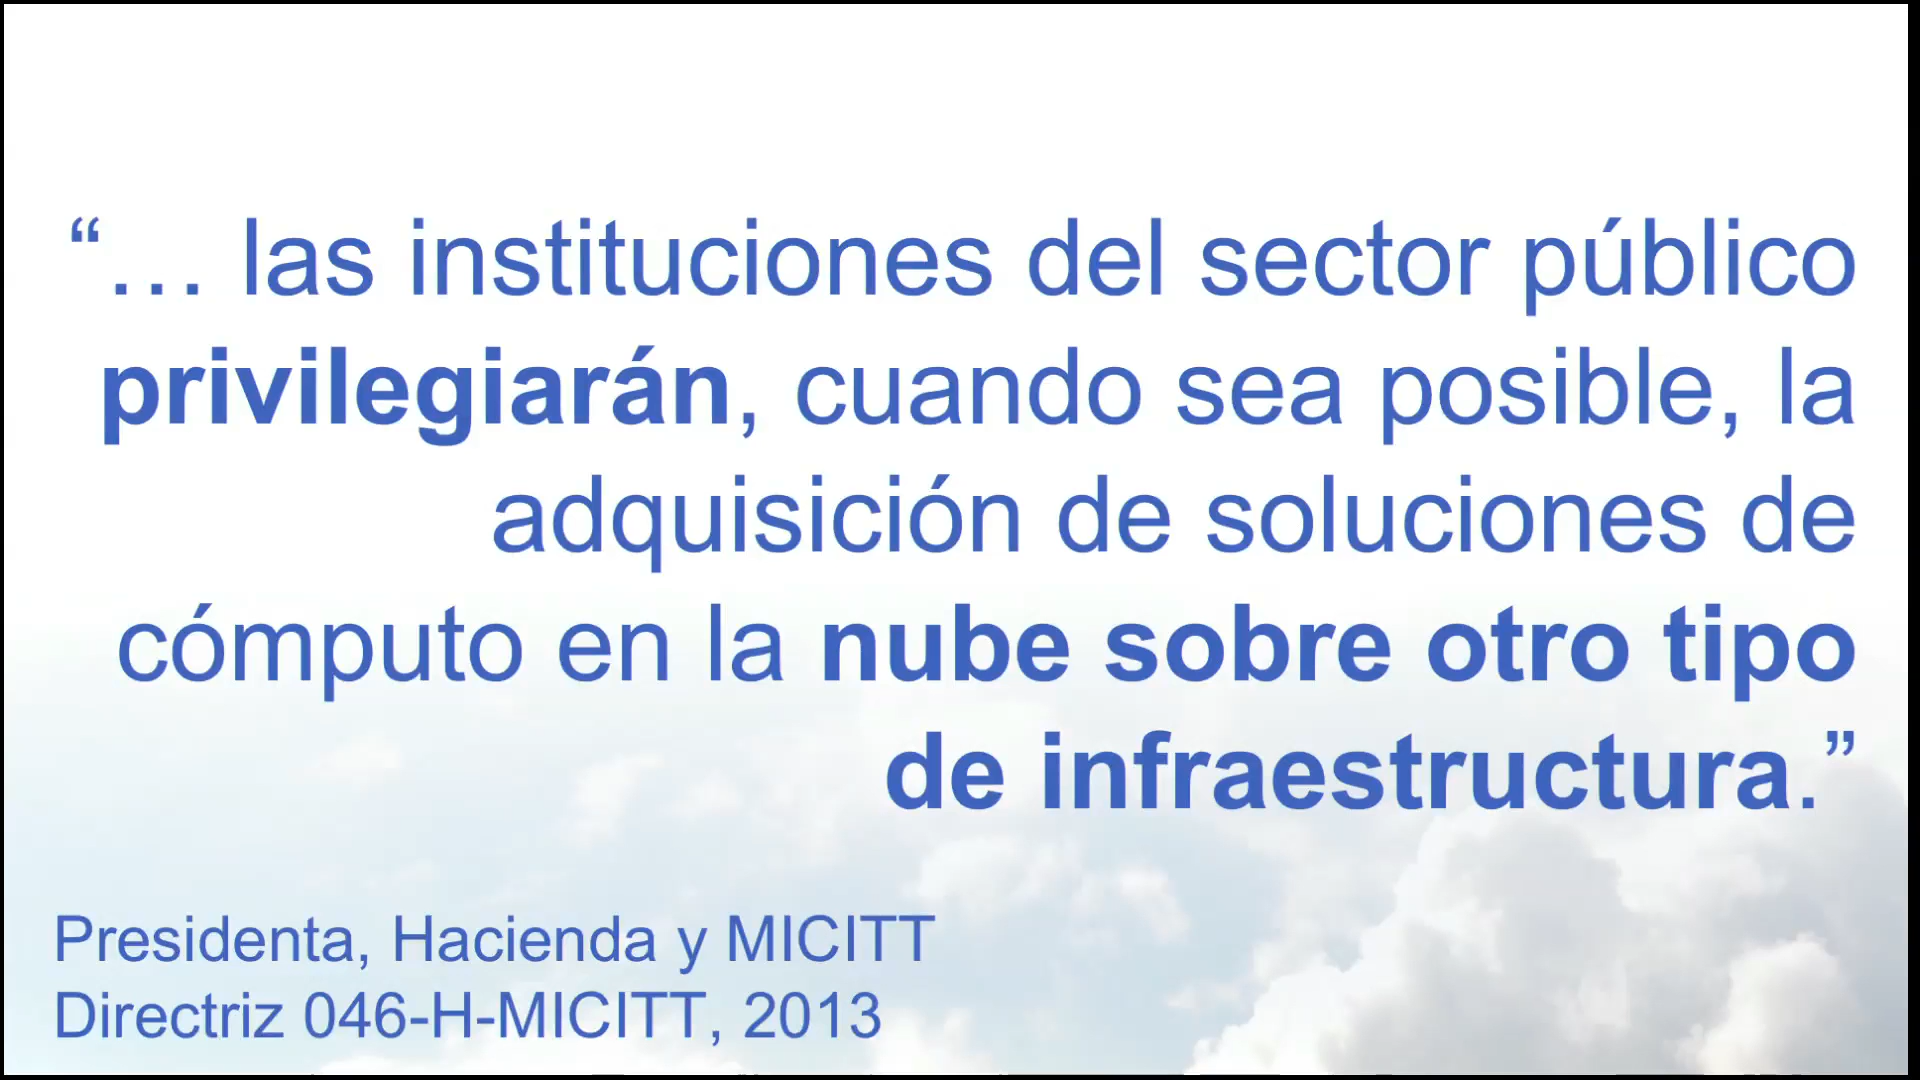 “… las instituciones del sector público
privilegiarán, cuando sea posible, la
adquisición de soluciones de
cómputo en la nube sobre otro tipo
de infraestructura.”
Presidenta, Hacienda y MICITT
Directriz 046-H-MICITT, 2013